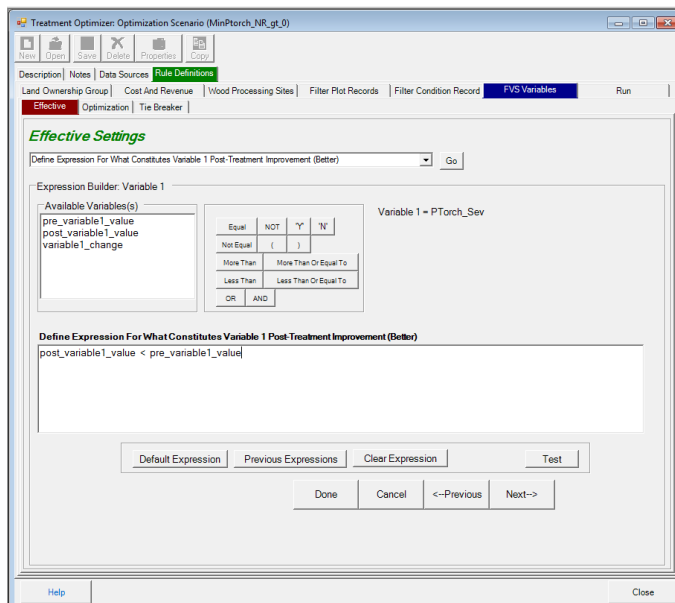 Treatment Optimizer: Optimization Scenario (MinPtorch_NR_gt_0)
New Open Save Delete Properties Copy
Description Notes Data Sources Rule Definitions
Land Ownership Group Cost And Revenue Wood Processing Sites Filter Plot Records Filter Condition Record FVS Variables Run
Effective Optimization Tie Breaker
Effective Settings
Define Expression For What Constitutes Variable 1 Post-Treatment Improvement (Better) Go
Expression Builder: Variable 1
Available Variables(s)
pre_variable1_value
post_variable1_value
variable1_change
Equal NOT 'Y' 'N'
Not Equal ( )
More Than More Than Or Equal To
Less Than Less Than Or Equal To
OR AND
Variable 1 = PTorch_Sev
Define Expression For What Constitutes Variable 1 Post-Treatment Improvement (Better)
post_variable1_value < pre_variable1_value
Default Expression Previous Expressions Clear Expression Test
Done Cancel <--Previous Next-->
Help Close